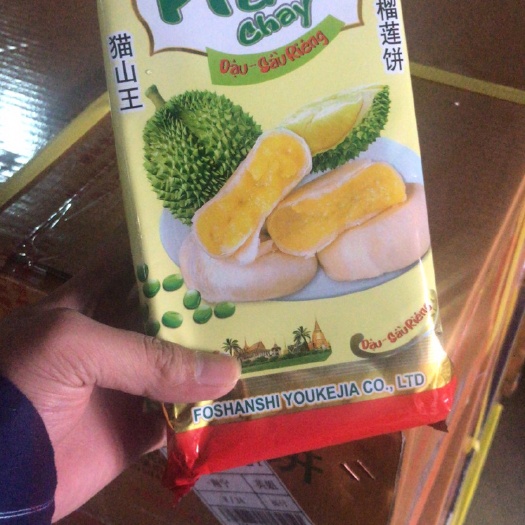 chay
Đậu-Sầu Riêng
猫山王
榴莲饼
Đậu-Sầu Riêng
FOSHANSHI YOUKEJIA CO., LTD